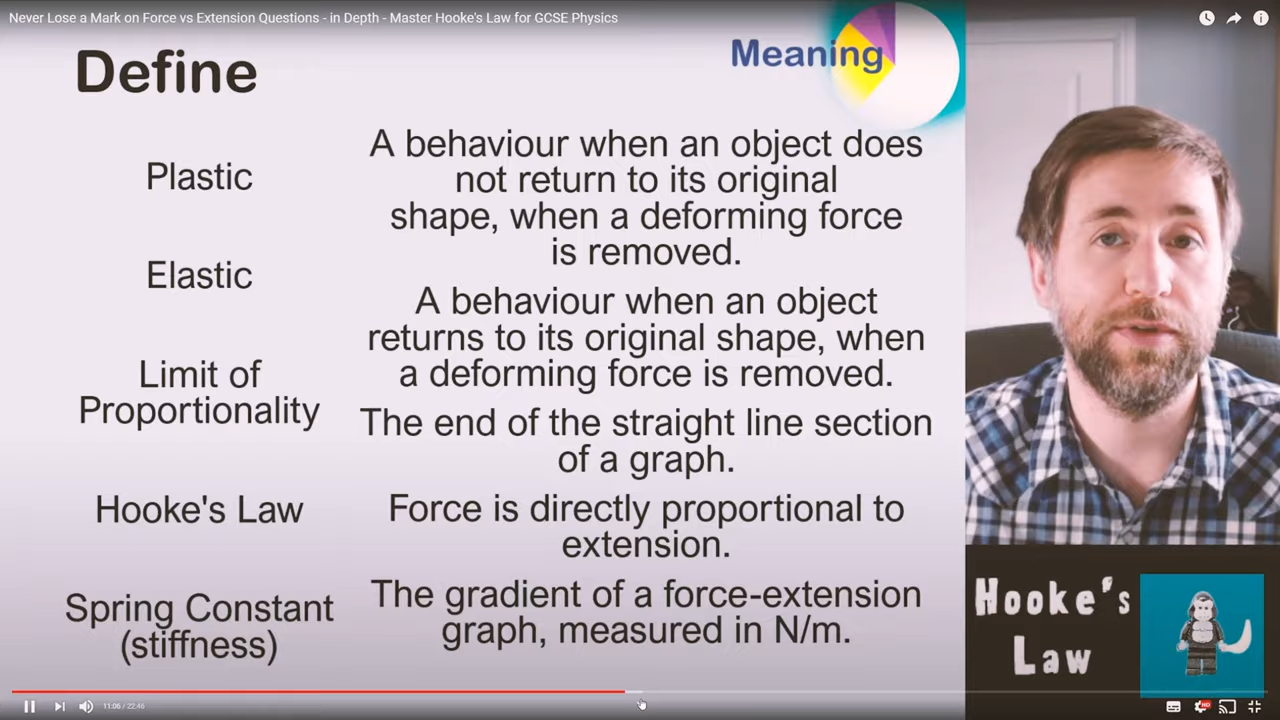 Never Lose a Mark on Force vs Extension Questions - in Depth - Master Hooke's Law for GCSE Physics
Define
Meaning
Plastic
A behaviour when an object does
not return to its original
shape, when a deforming force
is removed.
Elastic
A behaviour when an object
returns to its original shape, when
a deforming force is removed.
Limit of
Proportionality
The end of the straight line section
of a graph.
Hooke's Law
Force is directly proportional to
extension.
Spring Constant
(stiffness)
The gradient of a force-extension
graph, measured in N/m.
Hooke's
Law
11:06 / 22:46
HD